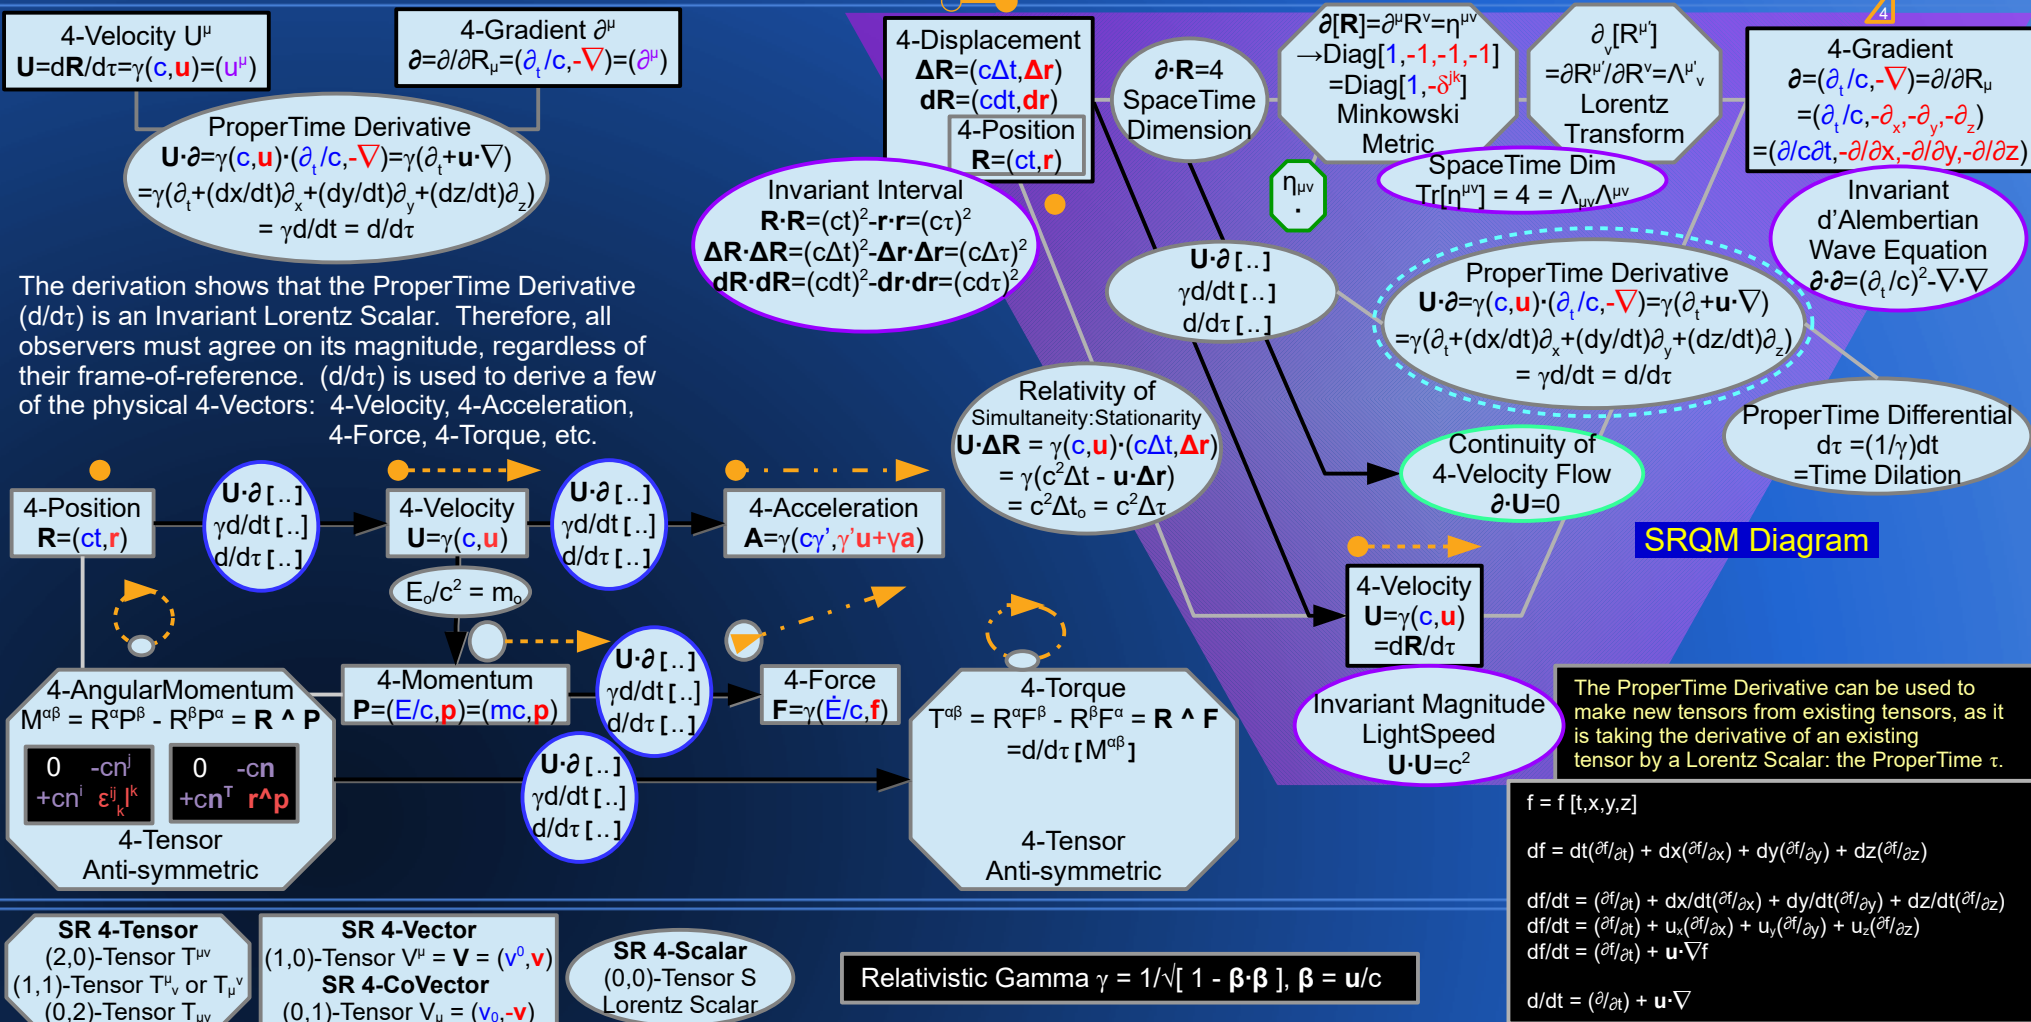 4-Velocity U^μ
U=dR/dτ=γ(c,u)=(u^μ)
4-Gradient ∂^μ
∂=∂/∂R_μ=(∂_t/c,-∇)=(∂^μ)
ProperTime Derivative
U·∂=γ(c,u)·(∂_t/c,-∇)=γ(∂_t+u·∇)
=γ(∂_t+(dx/dt)∂_x+(dy/dt)∂_y+(dz/dt)∂_z)
= γd/dt = d/dτ
The derivation shows that the ProperTime Derivative
(d/dτ) is an Invariant Lorentz Scalar.  Therefore, all
observers must agree on its magnitude, regardless of
their frame-of-reference.  (d/dτ) is used to derive a few
of the physical 4-Vectors:  4-Velocity, 4-Acceleration,
4-Force, 4-Torque, etc.
4-Position
R=(ct,r)
U·∂[..]
γd/dt[..]
d/dτ[..]
4-Velocity
U=γ(c,u)
U·∂[..]
γd/dt[..]
d/dτ[..]
4-Acceleration
A=γ(cγ',γ'u+γa)
E_o/c^2 = m_o
4-AngularMomentum
M^αβ = R^αP^β - R^βP^α = R ^ P
0 -cn^j
+cn^i ε^ij_k l^k
0 -cn
+cn^T r^p
4-Tensor
Anti-symmetric
4-Momentum
P=(E/c,p)=(mc,p)
U·∂[..]
γd/dt[..]
d/dτ[..]
4-Force
F=γ(Ė/c,f)
U·∂[..]
γd/dt[..]
d/dτ[..]
4-Torque
T^αβ = R^αF^β - R^βF^α = R ^ F
=d/dτ[M^αβ]
4-Tensor
Anti-symmetric
4-Displacement
ΔR=(cΔt,Δr)
dR=(cdt,dr)
4-Position
R=(ct,r)
∂·R=4
SpaceTime
Dimension
∂[R]=∂^μR^ν=η^μν
→Diag[1,-1,-1,-1]
=Diag[1,-δ^jk]
Minkowski
Metric
∂_ν[R^μ']
=∂R^μ'/∂R^ν=Λ^μ'_ν
Lorentz
Transform
4
4-Gradient
∂=(∂_t/c,-∇)=∂/∂R_μ
=(∂_t/c,-∂_x,-∂_y,-∂_z)
=(∂/c∂t,-∂/∂x,-∂/∂y,-∂/∂z)
Invariant Interval
R·R=(ct)^2-r·r=(cτ)^2
ΔR·ΔR=(cΔt)^2-Δr·Δr=(cΔτ)^2
dR·dR=(cdt)^2-dr·dr=(cdτ)^2
η_μν
·
SpaceTime Dim
Tr[η^μν] = 4 = Λ_μνΛ^μν
Invariant
d'Alembertian
Wave Equation
∂·∂=(∂_t/c)^2-∇·∇
U·∂[..]
γd/dt[..]
d/dτ[..]
ProperTime Derivative
U·∂=γ(c,u)·(∂_t/c,-∇)=γ(∂_t+u·∇)
=γ(∂_t+(dx/dt)∂_x+(dy/dt)∂_y+(dz/dt)∂_z)
= γd/dt = d/dτ
Relativity of
Simultaneity:Stationarity
U·ΔR = γ(c,u)·(cΔt,Δr)
= γ(c^2Δt - u·Δr)
= c^2Δt_o = c^2Δτ
Continuity of
4-Velocity Flow
∂·U=0
ProperTime Differential
dτ =(1/γ)dt
=Time Dilation
SRQM Diagram
4-Velocity
U=γ(c,u)
=dR/dτ
Invariant Magnitude
LightSpeed
U·U=c^2
The ProperTime Derivative can be used to
make new tensors from existing tensors, as it
is taking the derivative of an existing
tensor by a Lorentz Scalar: the ProperTime τ.
f = f [t,x,y,z]
df = dt(∂f/∂t) + dx(∂f/∂x) + dy(∂f/∂y) + dz(∂f/∂z)
df/dt = (∂f/∂t) + dx/dt(∂f/∂x) + dy/dt(∂f/∂y) + dz/dt(∂f/∂z)
df/dt = (∂f/∂t) + u_x(∂f/∂x) + u_y(∂f/∂y) + u_z(∂f/∂z)
df/dt = (∂f/∂t) + u·∇f
d/dt = (∂/∂t) + u·∇
SR 4-Tensor
(2,0)-Tensor T^μν
(1,1)-Tensor T^μ_ν or T_μ^ν
(0,2)-Tensor T_μν
SR 4-Vector
(1,0)-Tensor V^μ = V = (v^0,v)
SR 4-CoVector
(0,1)-Tensor V_μ = (v_0,-v)
SR 4-Scalar
(0,0)-Tensor S
Lorentz Scalar
Relativistic Gamma γ = 1/√[ 1 - β·β ], β = u/c